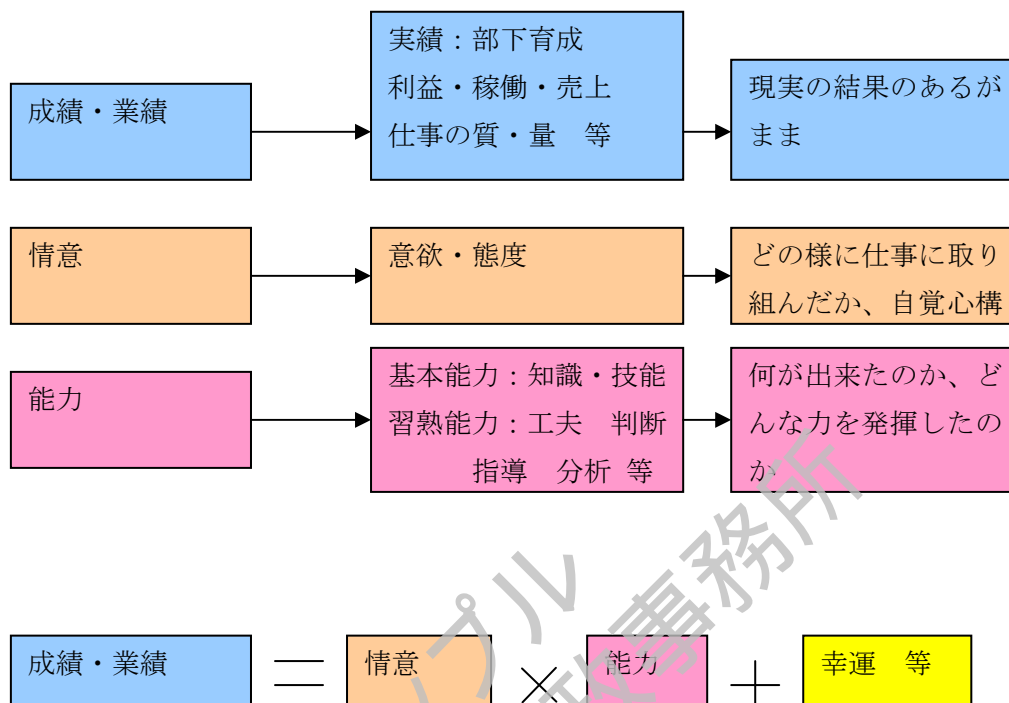 成績・業績
実績：部下育成
利益・稼働・売上
仕事の質・量　等
現実の結果のあるが
まま
情意
意欲・態度
どの様に仕事に取り
組んだか、自覚心構
能力
基本能力：知識・技能
習熟能力：工夫　判断
指導　分析 等
何が出来たのか、ど
んな力を発揮したの
か
成績・業績 ＝ 情意 × 能力 ＋ 幸運　等
プル
事務所